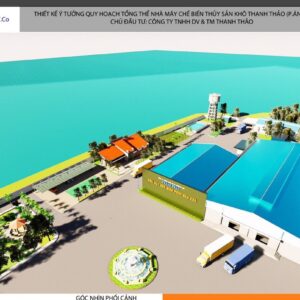 .Co
THIẾT KẾ Ý TƯỞNG QUY HOẠCH TỔNG THỂ NHÀ MÁY CHẾ BIẾN THỦY SẢN KHÔ THANH THẢO (P.ÁN
CHỦ ĐẦU TƯ: CÔNG TY TNHH DV & TM THANH THẢO
GÓC NHÌN PHỐI CẢNH